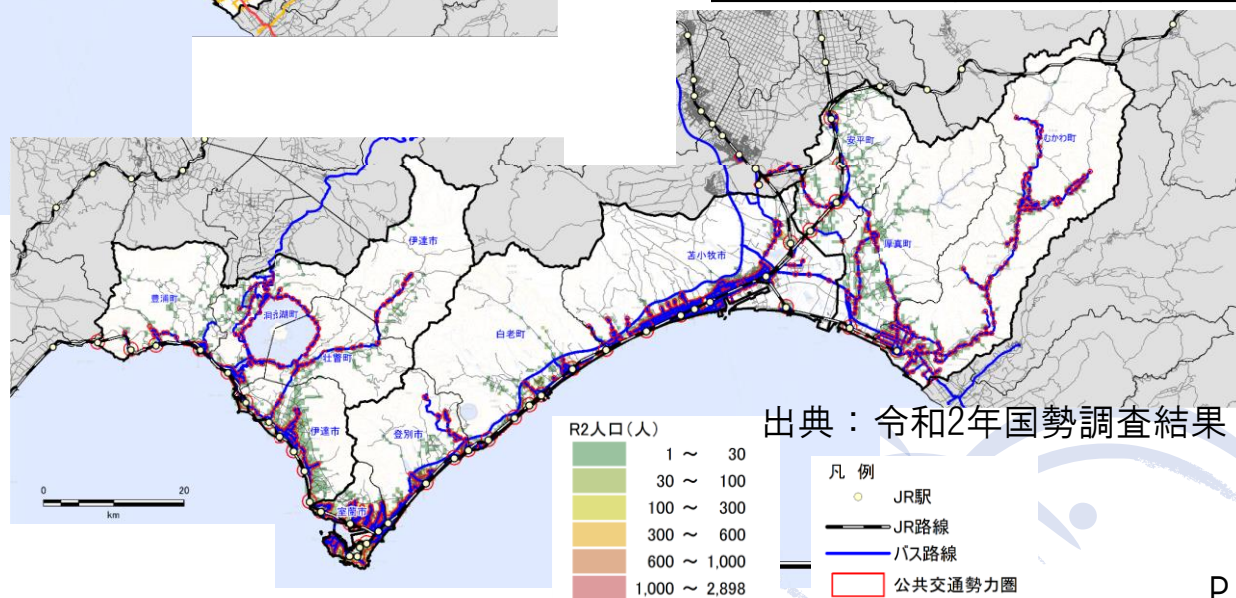 安平町
むかわ町
厚真町
苫小牧市
伊達市
豊浦町
洞爺湖町
壮瞥町
白老町
伊達市
登別市
室蘭市
0 20
km
出典：令和2年国勢調査結果
R2人口(人)
1 ～ 30
30 ～ 100
100 ～ 300
300 ～ 600
600 ～ 1,000
1,000 ～ 2,898
凡 例
JR駅
JR路線
バス路線
公共交通勢力圏
P